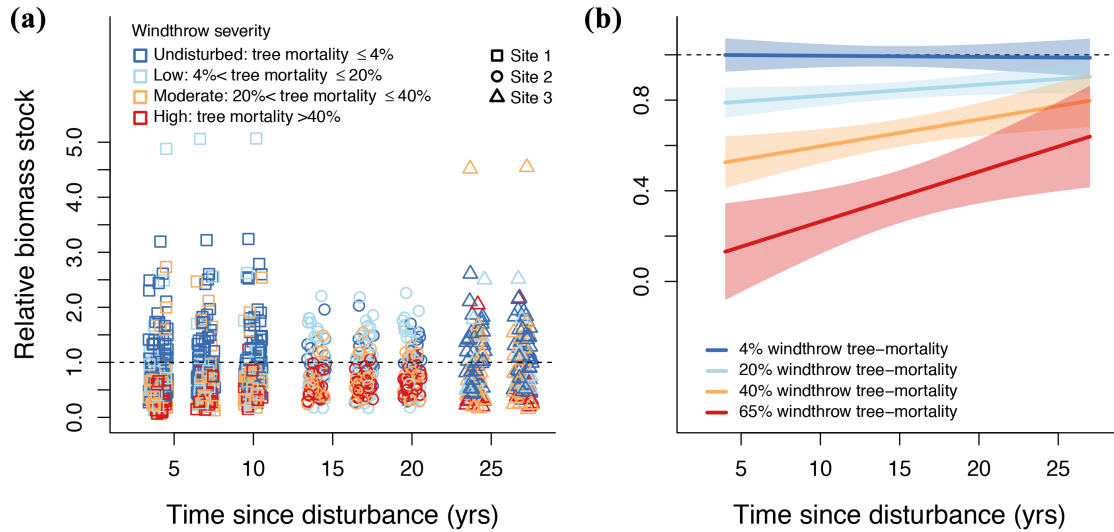 (a)
Windthrow severity
Undisturbed: tree mortality ≤ 4%
Low: 4%< tree mortality ≤ 20%
Moderate: 20%< tree mortality ≤ 40%
High: tree mortality >40%
Site 1
Site 2
Site 3
Relative biomass stock
5.0
4.0
3.0
2.0
1.0
0.0
5 10 15 20 25
Time since disturbance (yrs)
(b)
0.8
0.4
0.0
4% windthrow tree−mortality
20% windthrow tree−mortality
40% windthrow tree−mortality
65% windthrow tree−mortality
5 10 15 20 25
Time since disturbance (yrs)